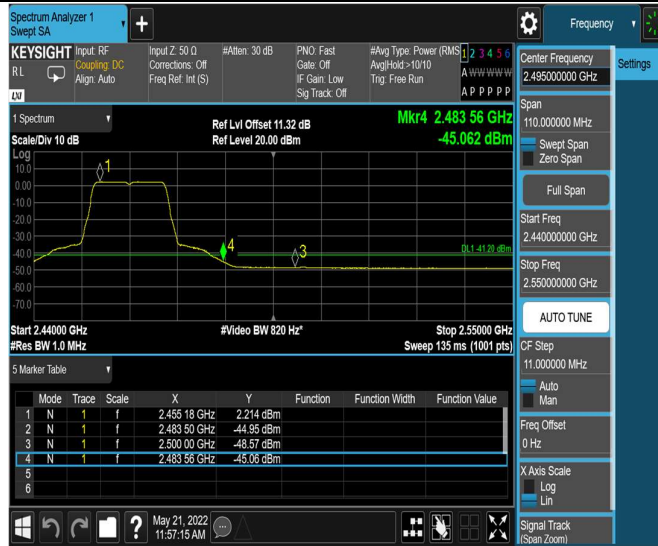 Spectrum Analyzer 1
Swept SA
+
Frequency
KEYSIGHT
RL
LXI
Input: RF
Coupling: DC
Align: Auto
Input Z: 50 Ω
Corrections: Off
Freq Ref: Int (S)
#Atten: 30 dB
PNO: Fast
Gate: Off
IF Gain: Low
Sig Track: Off
#Avg Type: Power (RMS
Avg|Hold:>10/10
Trig: Free Run
1 2 3 4 5 6
A W W W W W
A P P P P P
1 Spectrum
Scale/Div 10 dB
Ref Lvl Offset 11.32 dB
Ref Level 20.00 dBm
Mkr4 2.483 56 GHz
-45.062 dBm
Log
10.0
0.00
-10.0
-20.0
-30.0
-40.0
-50.0
-60.0
-70.0
1
4
3
DL1 -41.20 dBm
Start 2.44000 GHz
#Video BW 820 Hz*
Stop 2.55000 GHz
#Res BW 1.0 MHz
Sweep 135 ms (1001 pts)
5 Marker Table
Mode Trace Scale X Y Function Function Width Function Value
1 N 1 f 2.455 18 GHz 2.214 dBm
2 N 1 f 2.483 50 GHz -44.95 dBm
3 N 1 f 2.500 00 GHz -48.57 dBm
4 N 1 f 2.483 56 GHz -45.06 dBm
5
6
?
May 21, 2022
11:57:15 AM
Center Frequency
2.495000000 GHz
Settings
Span
110.000000 MHz
Swept Span
Zero Span
Full Span
Start Freq
2.440000000 GHz
Stop Freq
2.550000000 GHz
AUTO TUNE
CF Step
11.000000 MHz
Auto
Man
Freq Offset
0 Hz
X Axis Scale
Log
Lin
Signal Track
(Span Zoom)